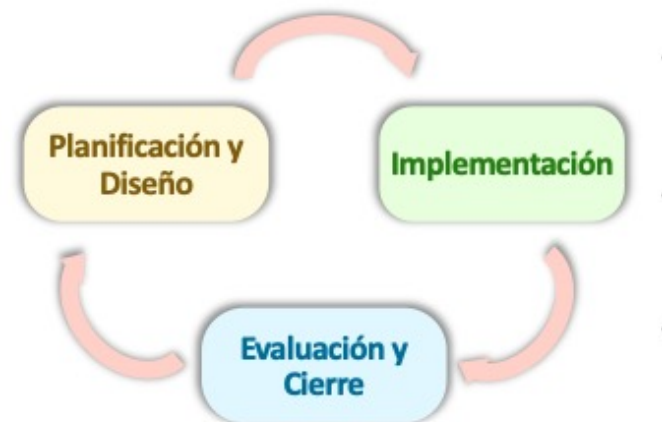 Planificación y
Diseño
Implementación
Evaluación y
Cierre